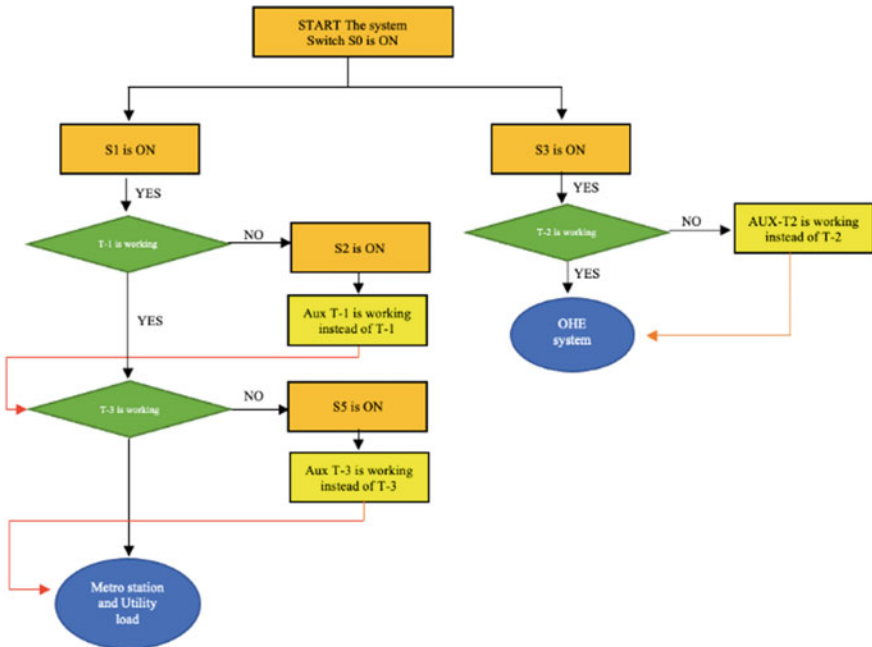 START The system
Switch S0 is ON
S1 is ON
S3 is ON
YES
YES
T-1 is working
NO
S2 is ON
T-2 is working
NO
AUX-T2 is working
instead of T-2
YES
YES
Aux T-1 is working
instead of T-1
OHE
system
T-3 is working
NO
S5 is ON
Aux T-3 is working
instead of T-3
Metro station
and Utility
load